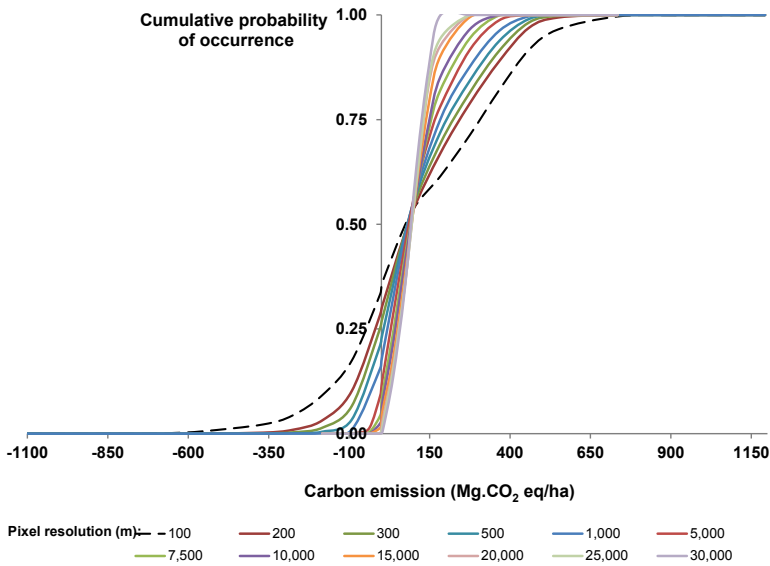 Cumulative probability
of occurrence
1.00
0.75
0.50
0.25
0.00
-1100 -850 -600 -350 -100 150 400 650 900 1150
Carbon emission (Mg.CO₂ eq/ha)
Pixel resolution (m): 100 200 300 500 1,000 5,000
7,500 10,000 15,000 20,000 25,000 30,000